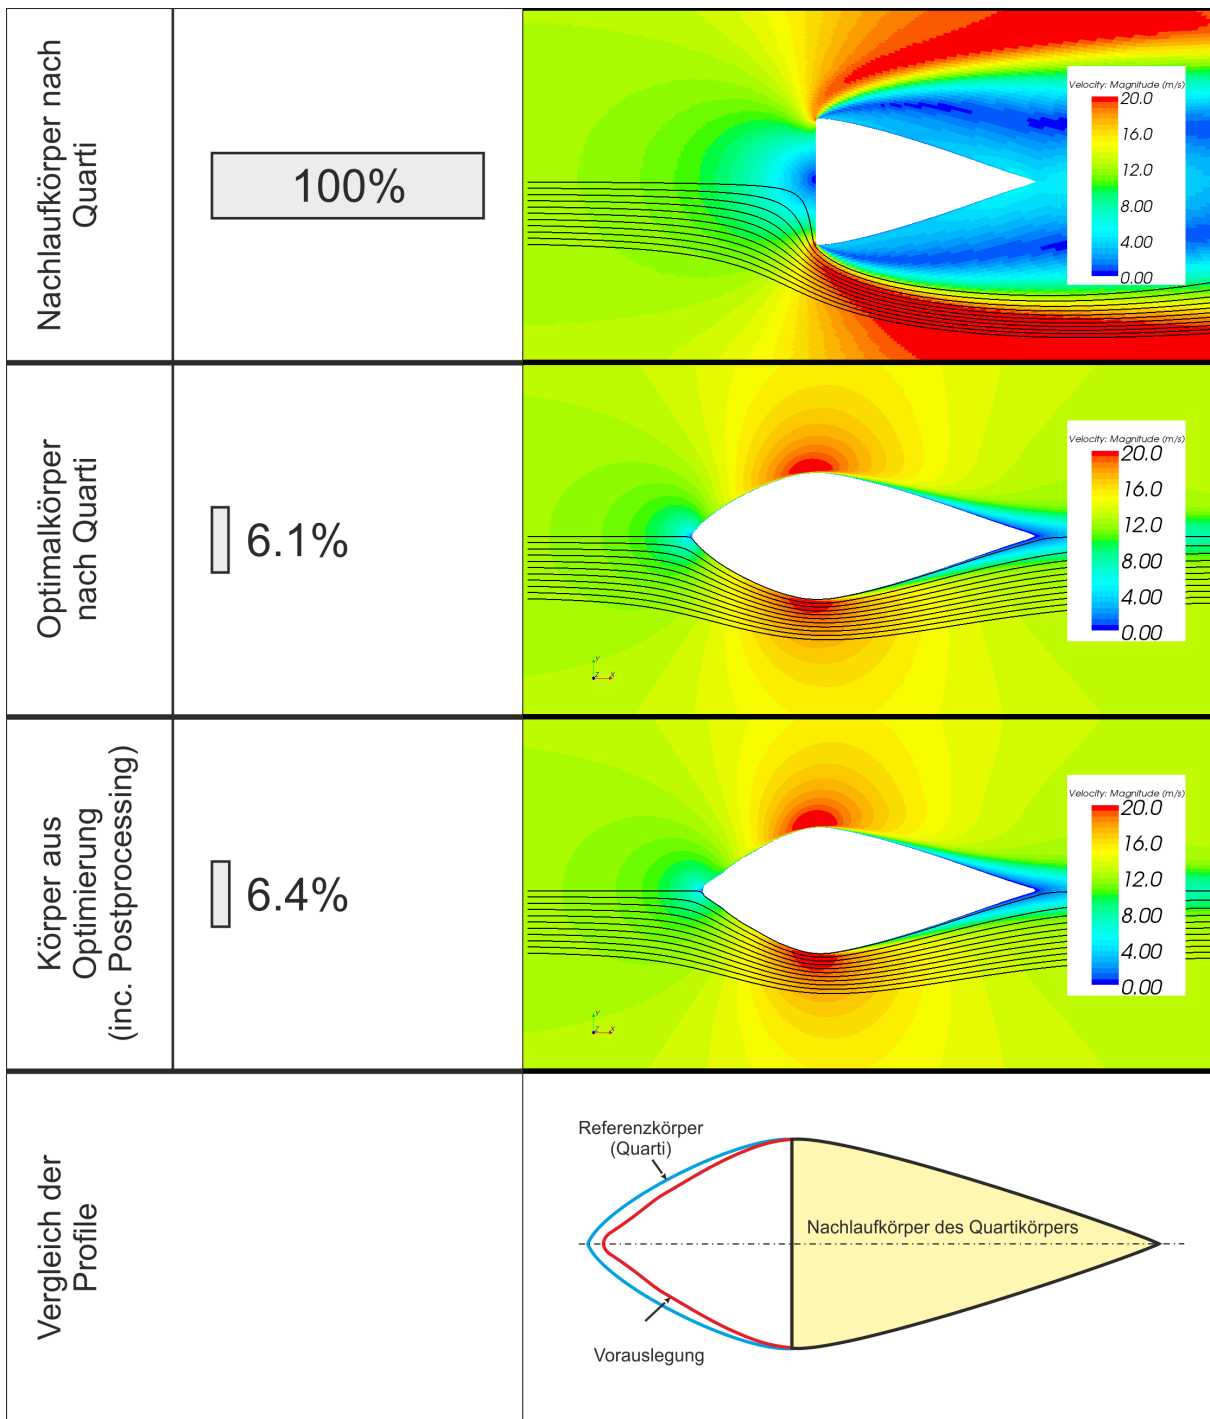 Nachlaufkörper nach
Quarti
100%
Velocity: Magnitude (m/s)
20.0
16.0
12.0
8.00
4.00
0.00
Optimalkörper
nach Quarti
6.1%
Velocity: Magnitude (m/s)
20.0
16.0
12.0
8.00
4.00
0.00
Y
Z
X
Körper aus
Optimierung
(inc. Postprocessing)
6.4%
Velocity: Magnitude (m/s)
20.0
16.0
12.0
8.00
4.00
0.00
Y
Z
X
Vergleich der
Profile
Referenzkörper
(Quarti)
Nachlaufkörper des Quartikörpers
Vorauslegung